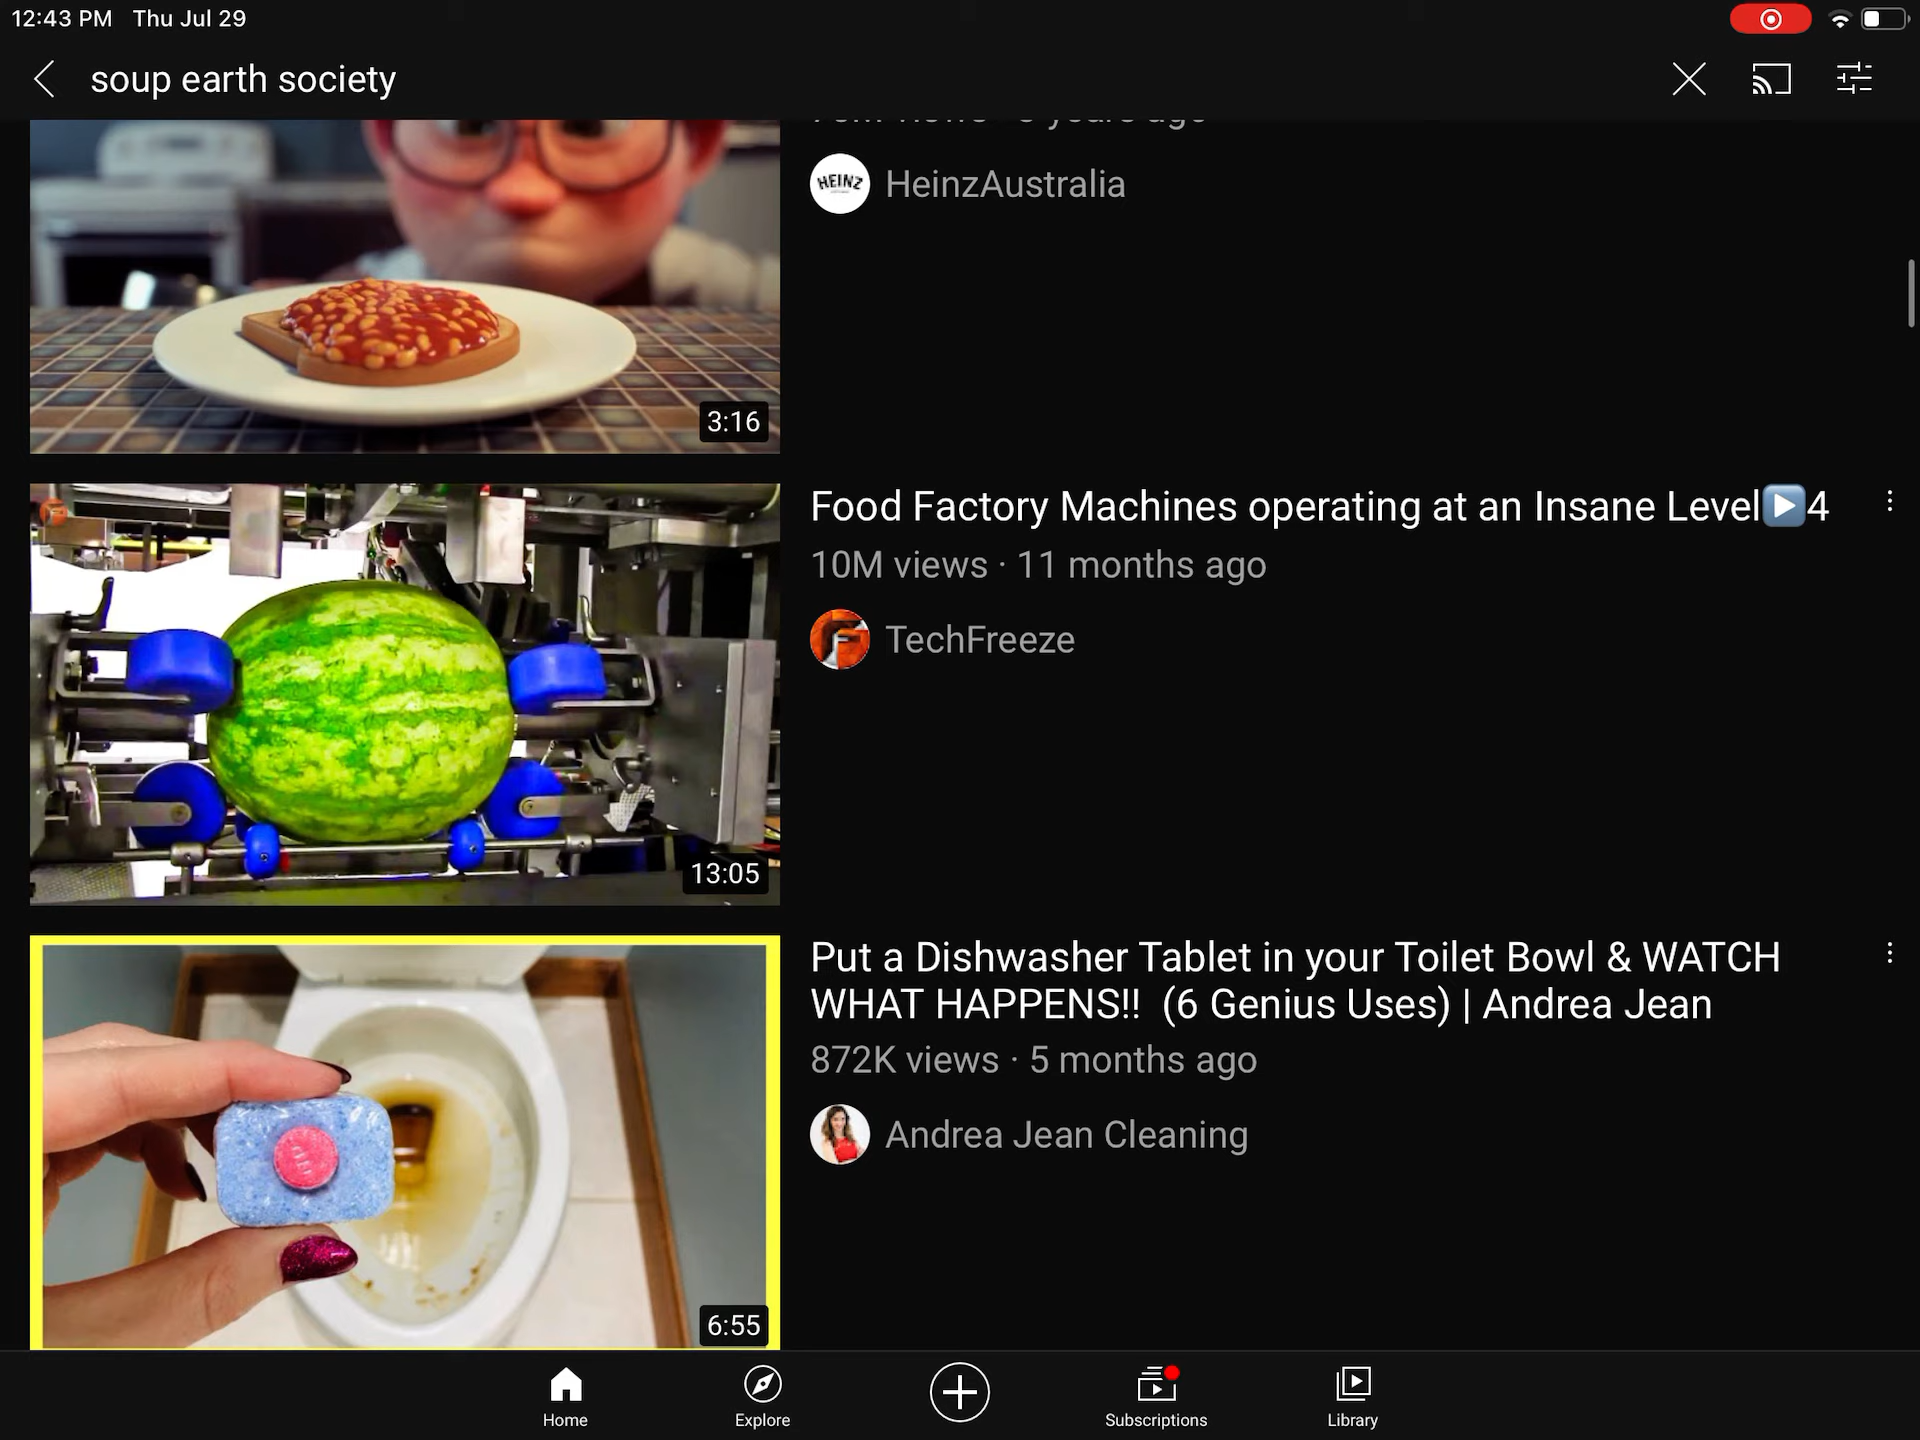 12:43 PM Thu Jul 29
soup earth society
HEINZ
HeinzAustralia
3:16
Food Factory Machines operating at an Insane Level▶️4
10M views · 11 months ago
TechFreeze
13:05
Put a Dishwasher Tablet in your Toilet Bowl & WATCH
WHAT HAPPENS!! (6 Genius Uses) | Andrea Jean
872K views · 5 months ago
Andrea Jean Cleaning
6:55
Home
Explore
Subscriptions
Library